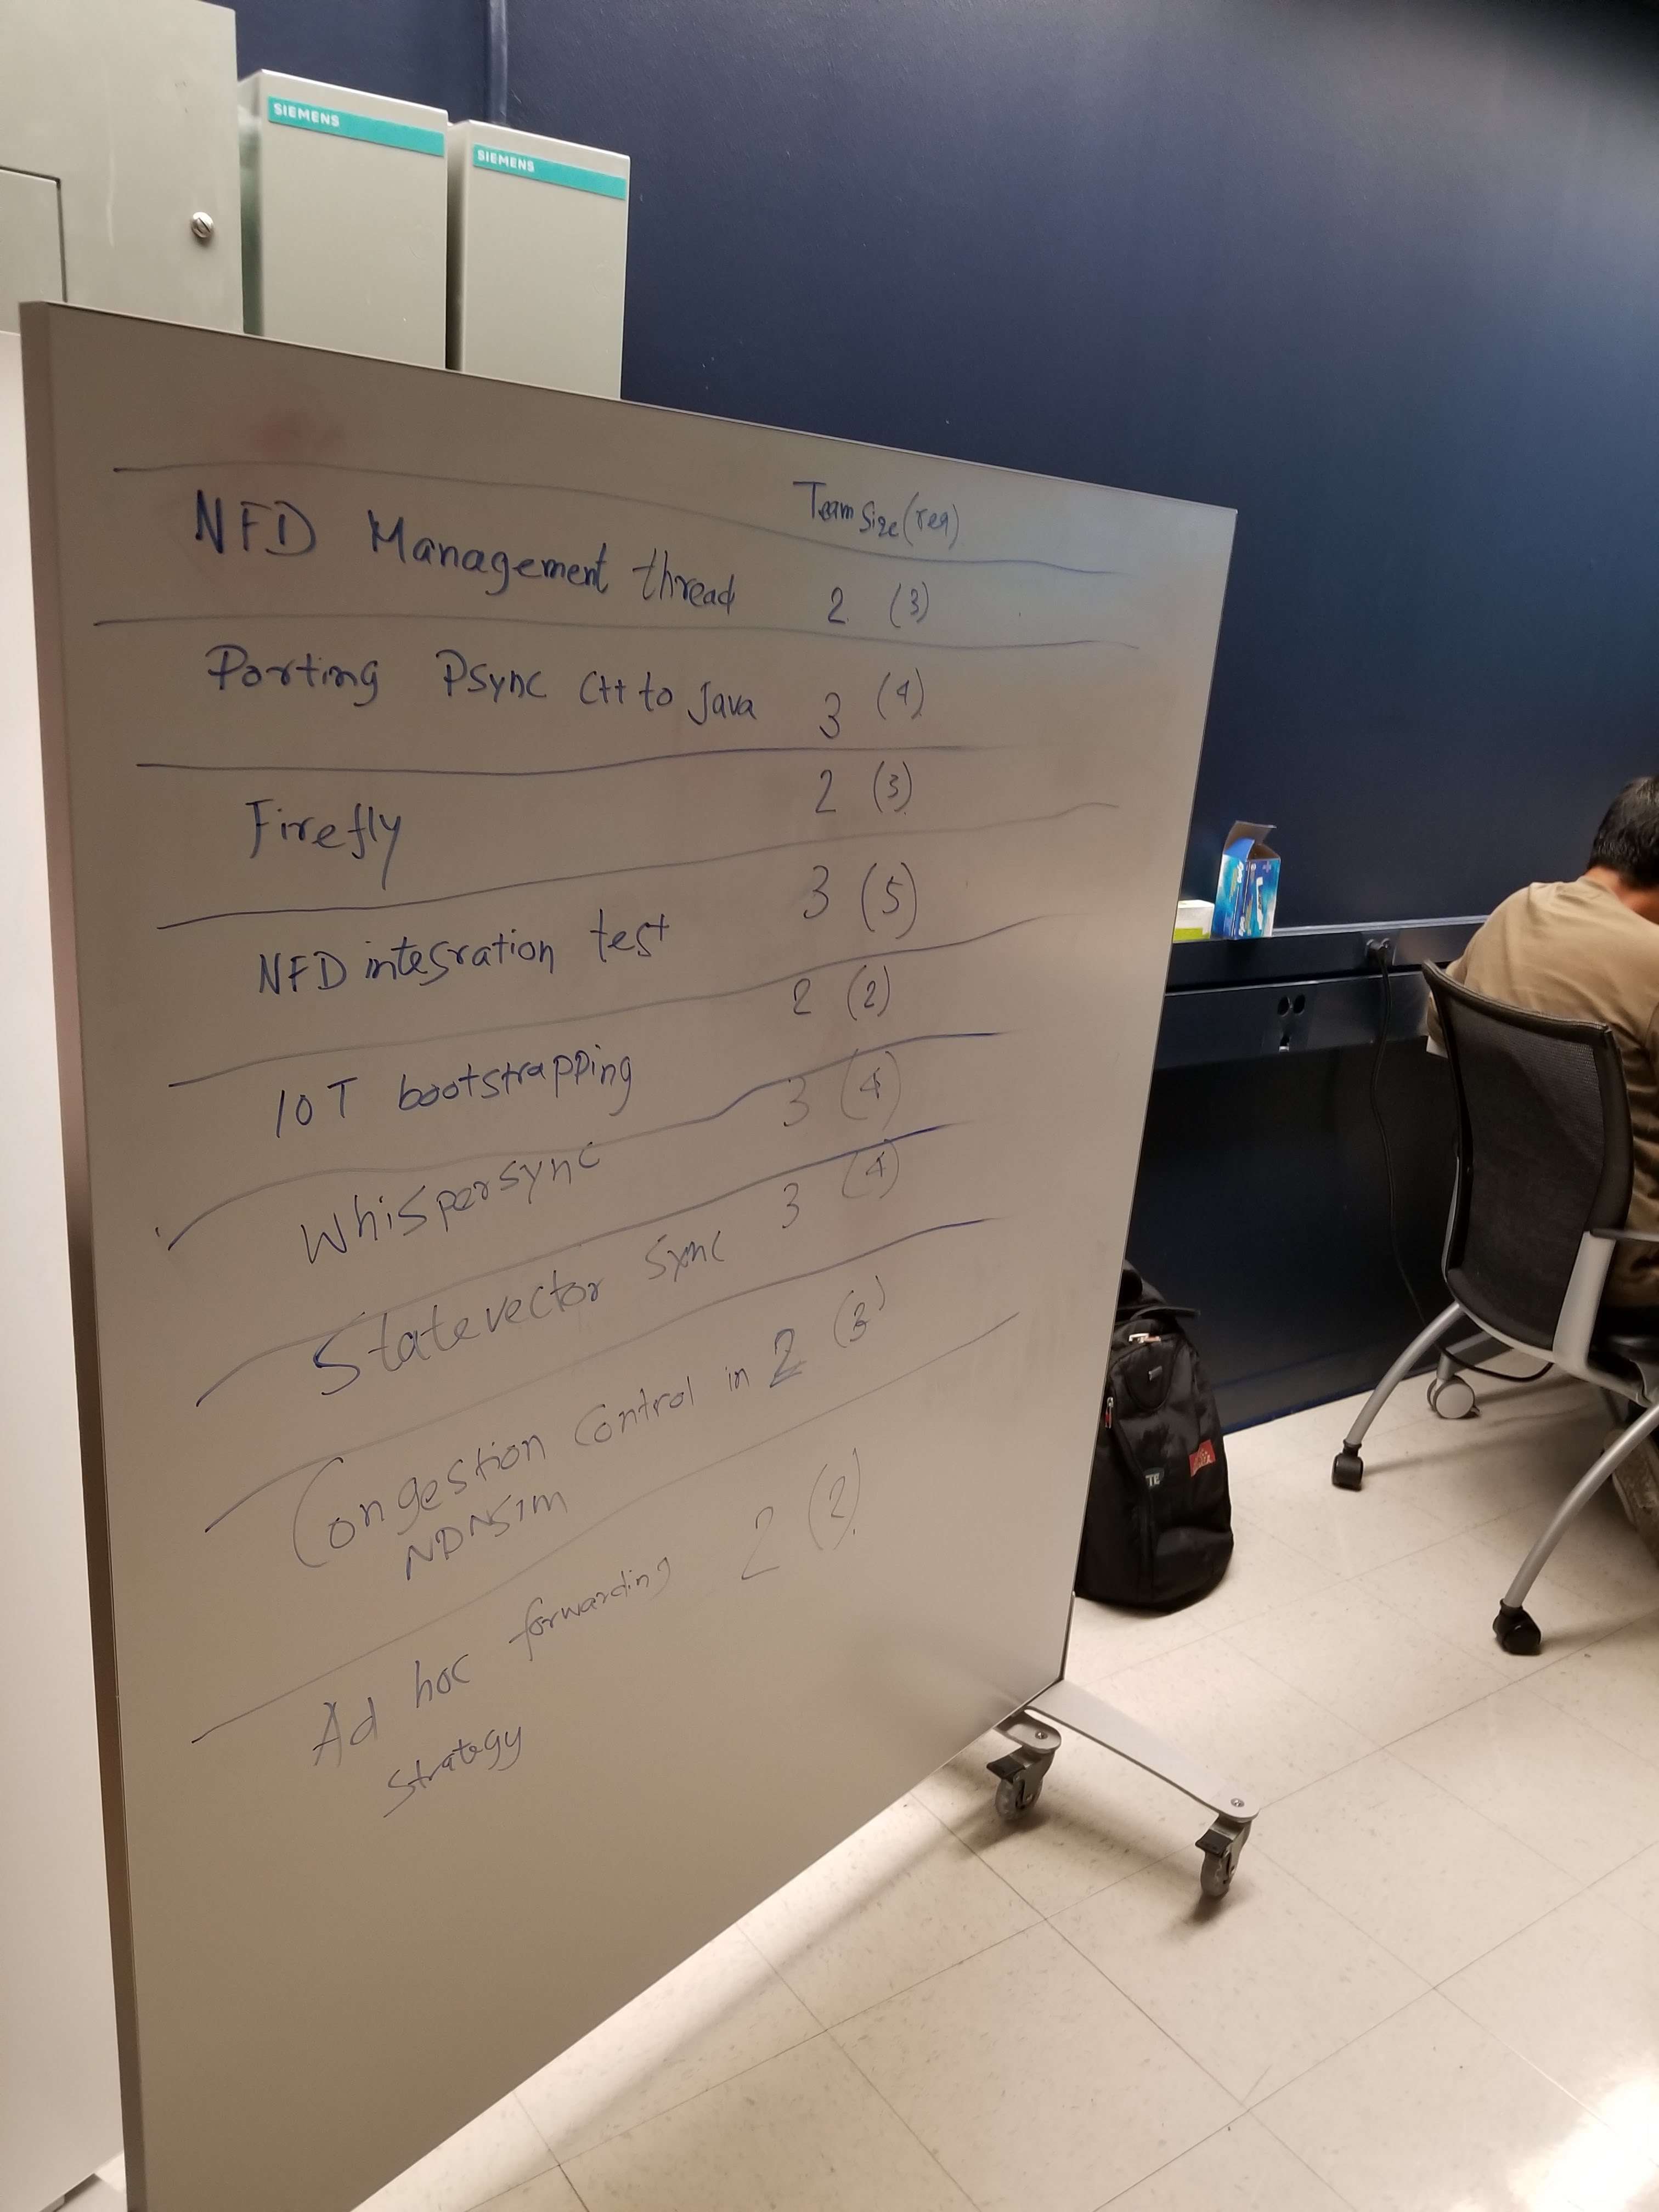 SIEMENS
SIEMENS
Team Size (req)
NFD Management thread 2 (3)
Porting PSync C++ to Java 3 (4)
Firefly 2 (3)
NFD integration test 3 (5)
IOT bootstrapping 2 (2)
Whispersync 3 (4)
Statevector Sync 3 (4)
Congestion Control in 2 (3)
NDNSIM
Ad hoc forwarding 2 (2)
Strategy
TE